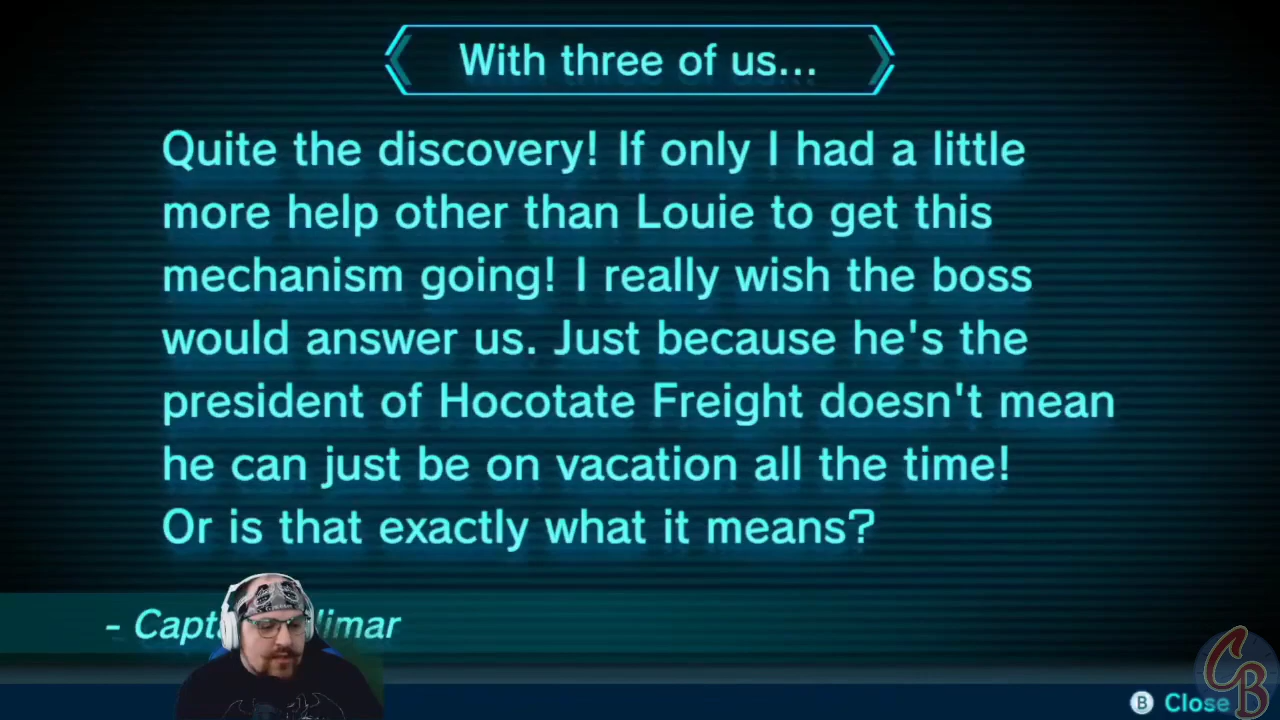 With three of us...
Quite the discovery! If only I had a little
more help other than Louie to get this
mechanism going! I really wish the boss
would answer us. Just because he's the
president of Hocotate Freight doesn't mean
he can just be on vacation all the time!
Or is that exactly what it means?
- Capta limar
B Close
CB